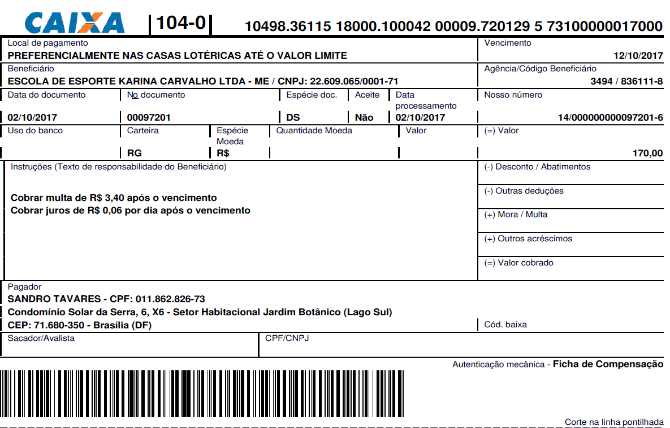 CAIXA 104-0 10498.36115 18000.100042 00009.720129 5 73100000017000
Local de pagamento Vencimento
PREFERENCIALMENTE NAS CASAS LOTÉRICAS ATÉ O VALOR LIMITE 12/10/2017
Beneficiário Agência/Código Beneficiário
ESCOLA DE ESPORTE KARINA CARVALHO LTDA - ME / CNPJ: 22.609.065/0001-71 3494 / 836111-8
Data do documento No documento Espécie doc. Aceite Data processamento Nosso número
02/10/2017 00097201 DS Não 02/10/2017 14/000000000097201-6
Uso do banco Carteira Espécie Moeda Quantidade Moeda Valor (=) Valor
RG R$ 170,00
Instruções (Texto de responsabilidade do Beneficiário) (-) Desconto / Abatimentos
(-) Outras deduções
Cobrar multa de R$ 3,40 após o vencimento
Cobrar juros de R$ 0,06 por dia após o vencimento
(+) Mora / Multa
(+) Outros acréscimos
(=) Valor cobrado
Pagador
SANDRO TAVARES - CPF: 011.862.826-73
Condomínio Solar da Serra, 6, X6 - Setor Habitacional Jardim Botânico (Lago Sul)
CEP: 71.680-350 - Brasília (DF) Cód. baixa
Sacador/Avalista CPF/CNPJ
Autenticação mecânica - Ficha de Compensação
Corte na linha pontilhada